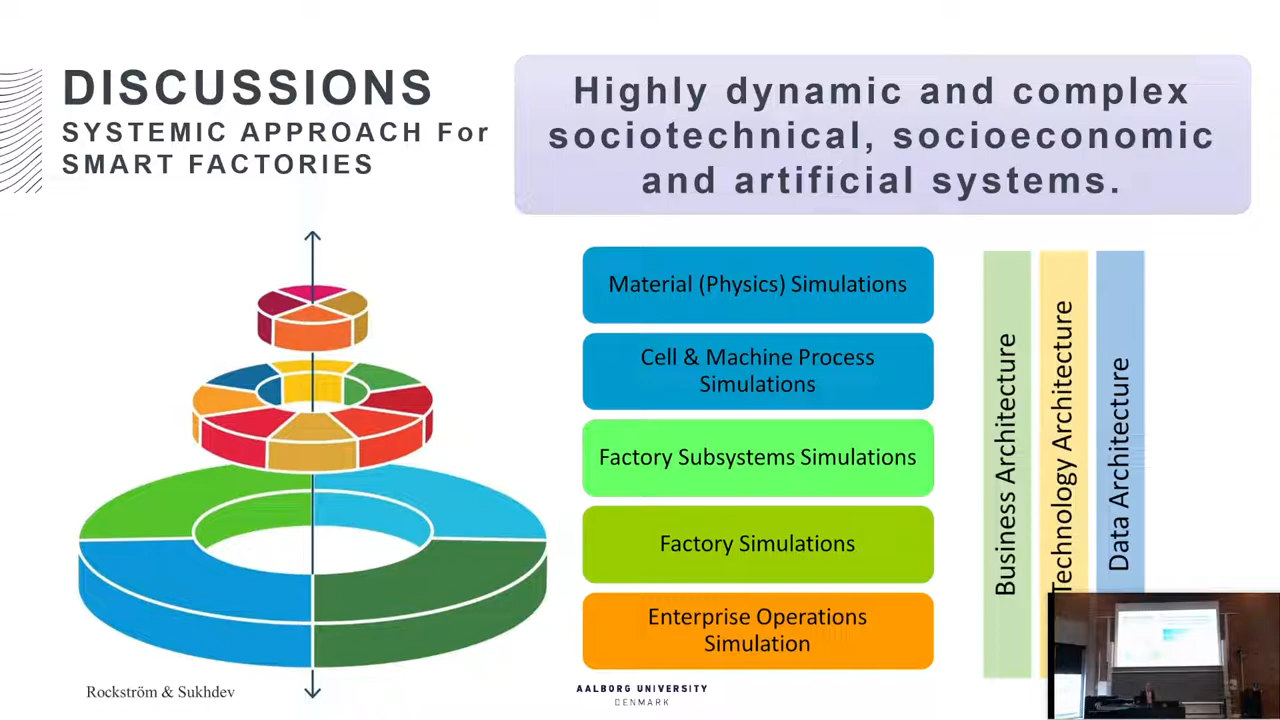 DISCUSSIONS
SYSTEMIC APPROACH For
SMART FACTORIES
Highly dynamic and complex
sociotechnical, socioeconomic
and artificial systems.
Material (Physics) Simulations
Cell & Machine Process
Simulations
Factory Subsystems Simulations
Factory Simulations
Enterprise Operations
Simulation
Business Architecture
Technology Architecture
Data Architecture
Rockström & Sukhdev
AALBORG UNIVERSITY
DENMARK